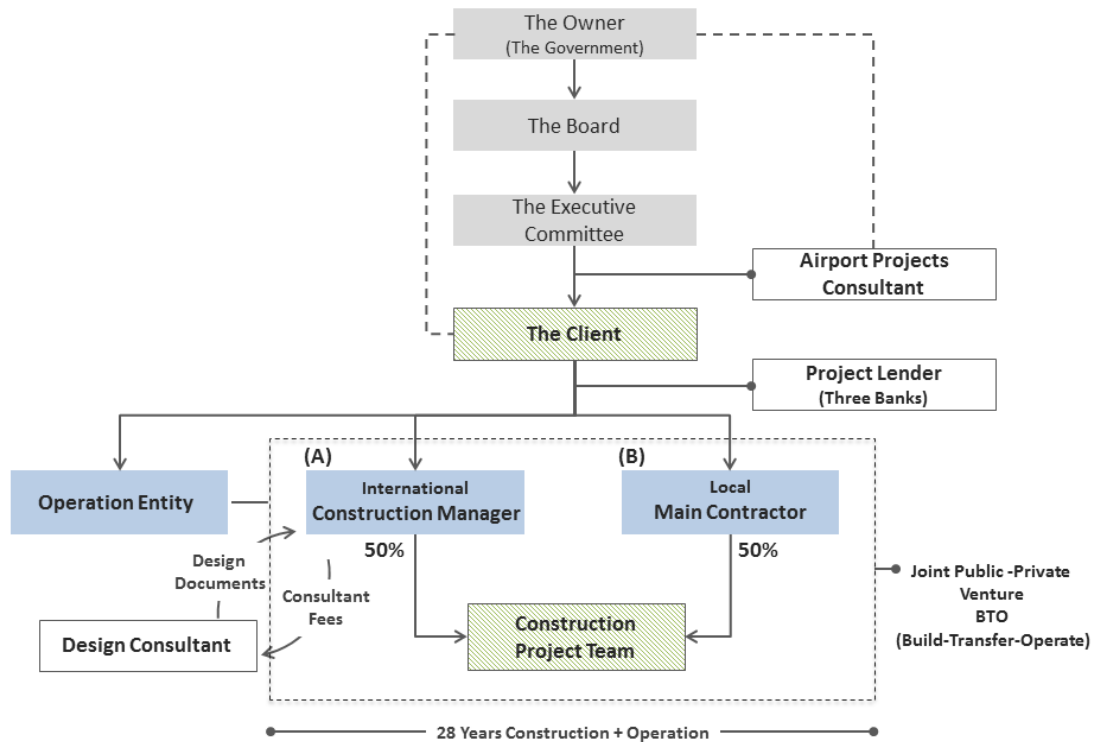 The Owner
(The Government)
The Board
The Executive
Committee
Airport Projects
Consultant
The Client
Project Lender
(Three Banks)
(A)
(B)
Operation Entity
International
Construction Manager
Local
Main Contractor
50%
50%
Design
Documents
Consultant
Fees
Joint Public -Private
Venture
BTO
(Build-Transfer-Operate)
Design Consultant
Construction
Project Team
28 Years Construction + Operation